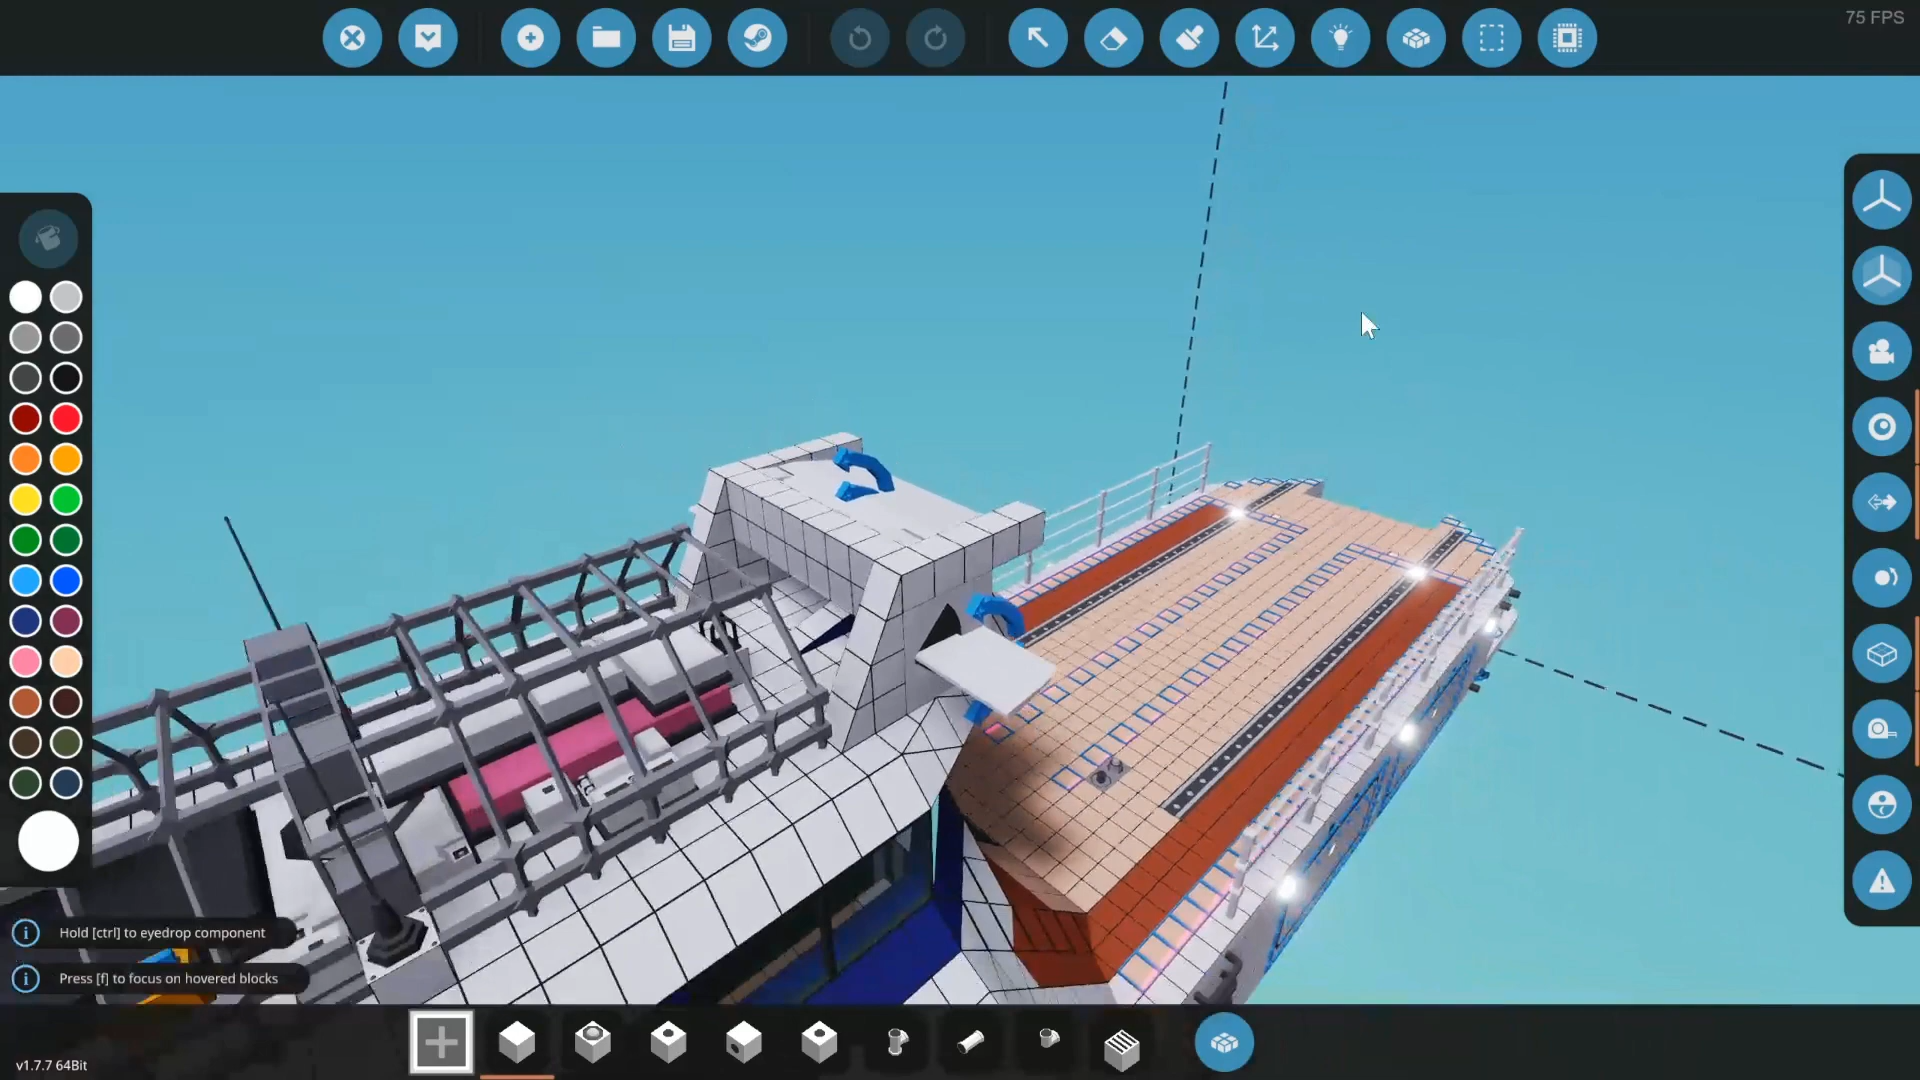 75 FPS
Hold [ctrl] to eyedrop component
Press [f] to focus on hovered blocks
v1.7.7 64Bit